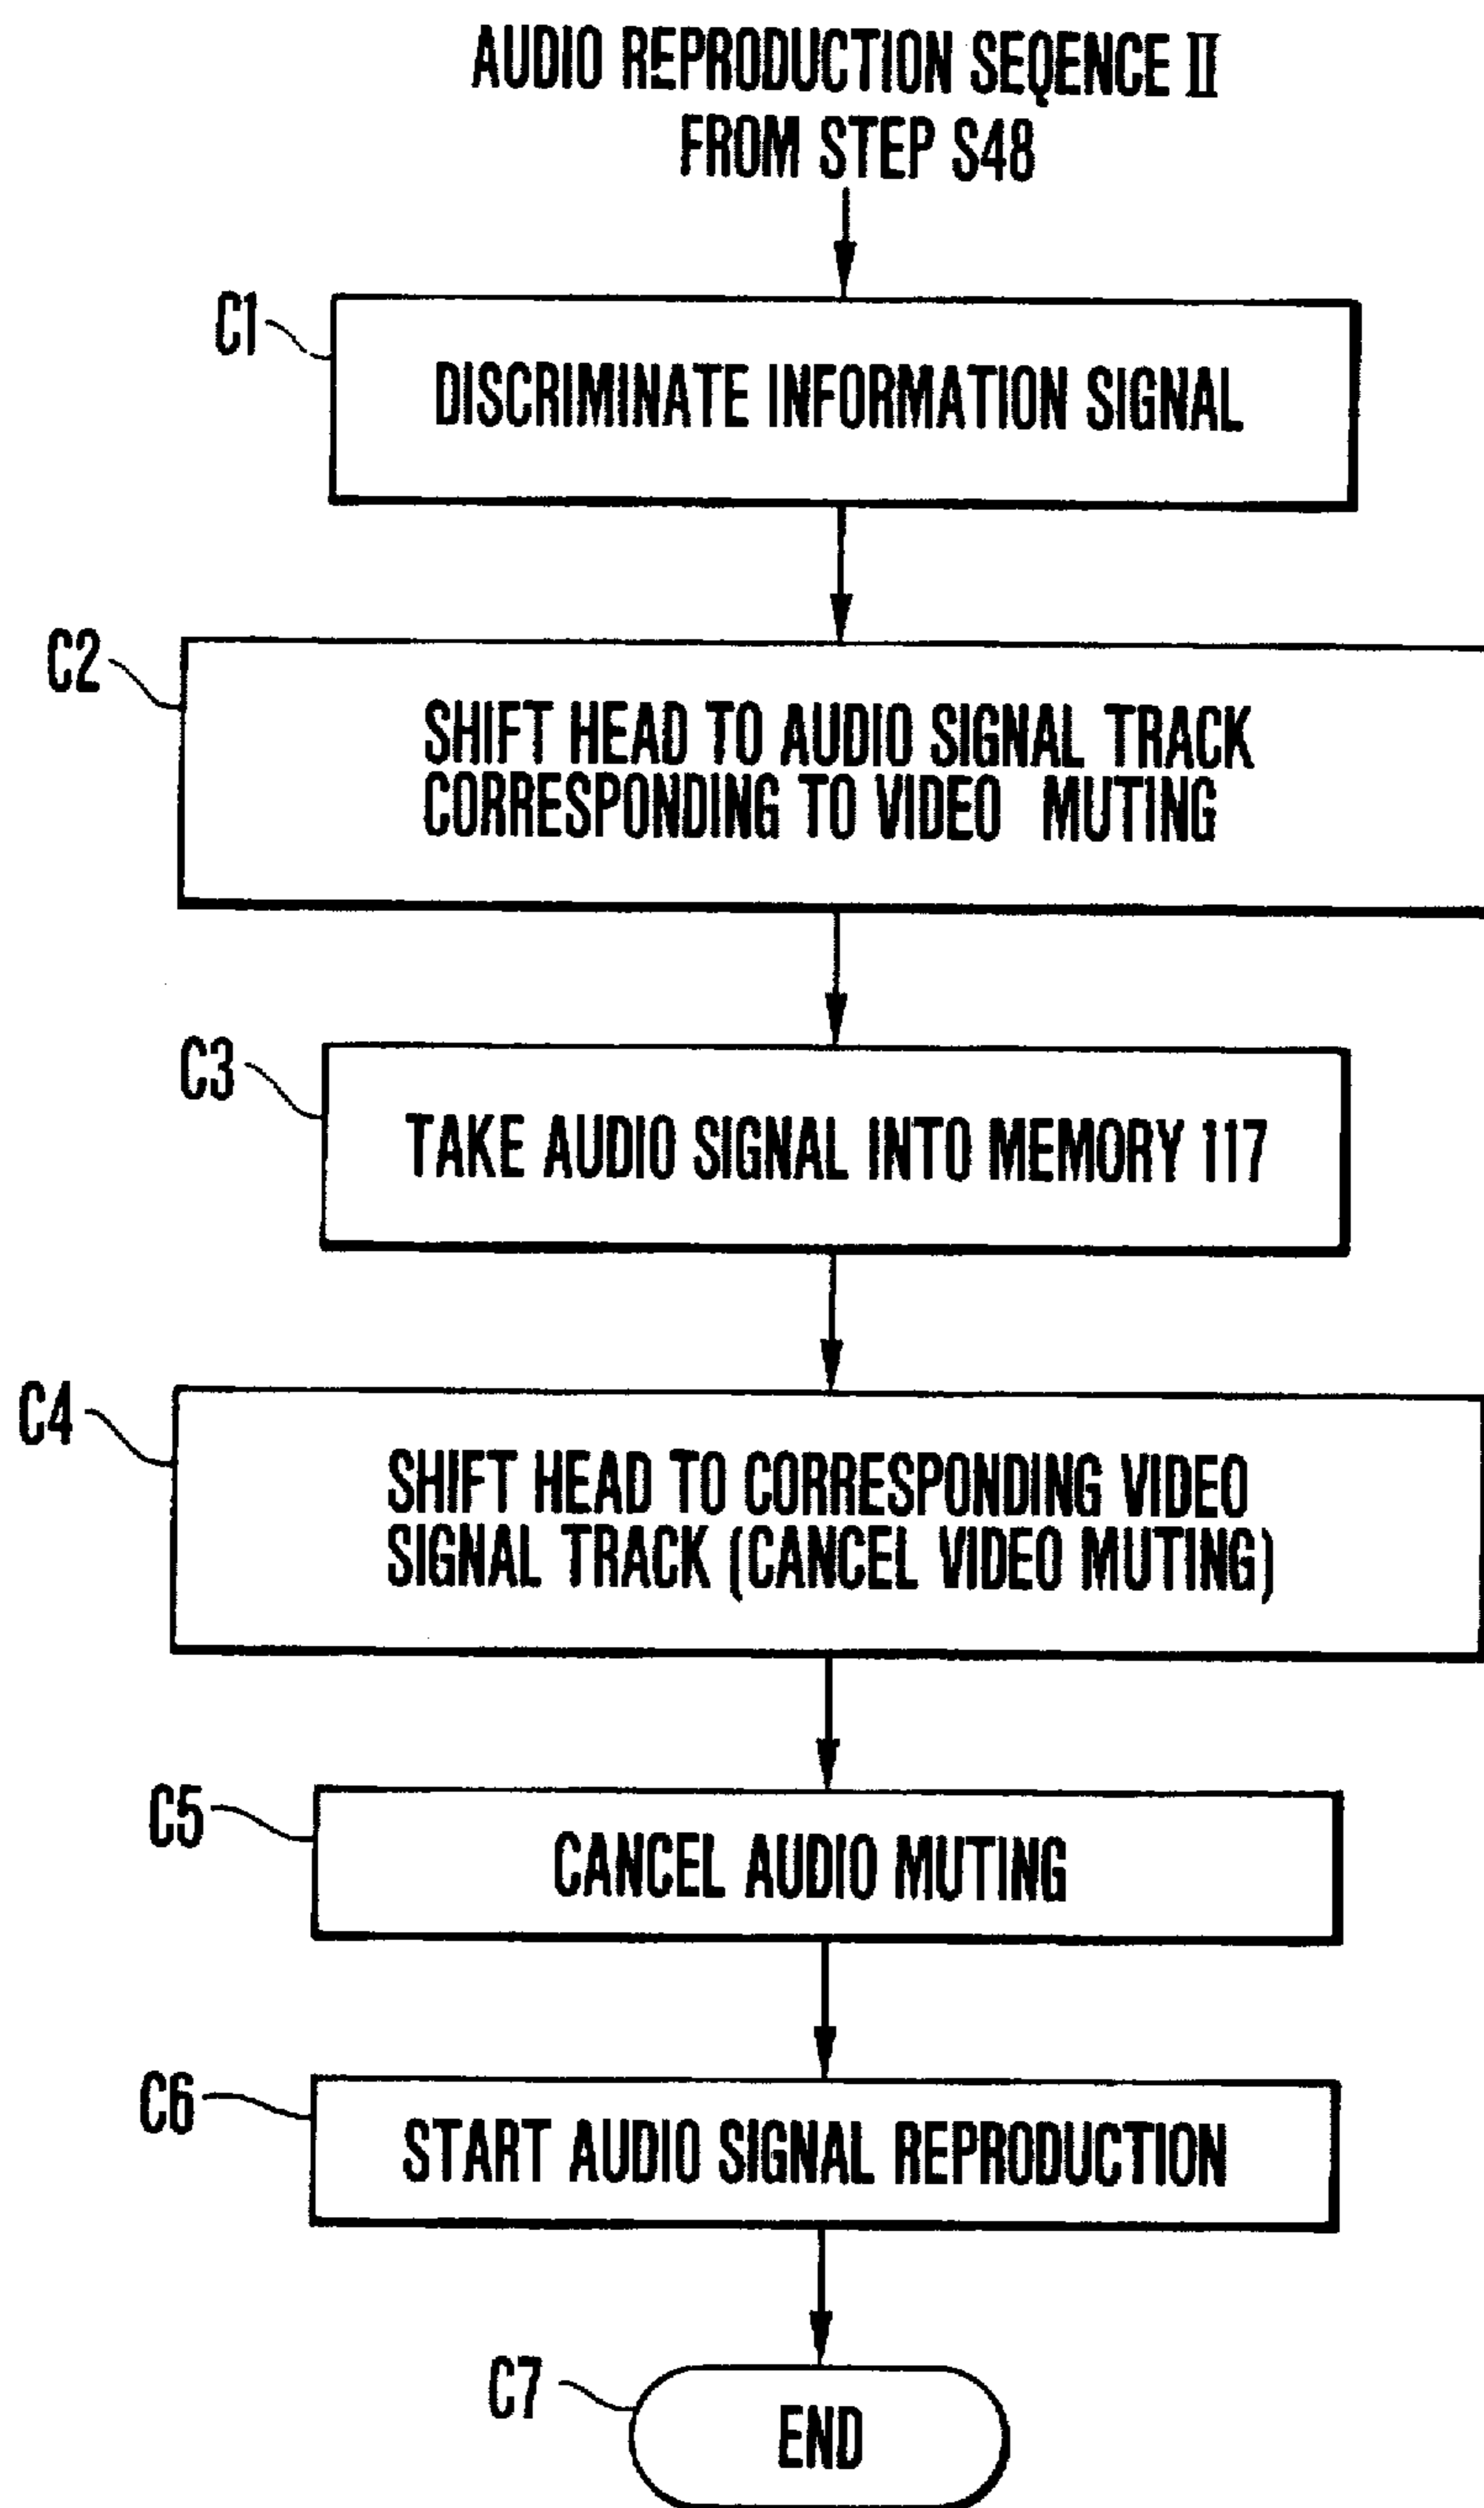 AUDIO REPRODUCTION SEQENCE II
FROM STEP S48
C1
DISCRIMINATE INFORMATION SIGNAL
C2
SHIFT HEAD TO AUDIO SIGNAL TRACK
CORRESPONDING TO VIDEO MUTING
C3
TAKE AUDIO SIGNAL INTO MEMORY 117
C4
SHIFT HEAD TO CORRESPONDING VIDEO
SIGNAL TRACK (CANCEL VIDEO MUTING)
C5
CANCEL AUDIO MUTING
C6
START AUDIO SIGNAL REPRODUCTION
C7
END